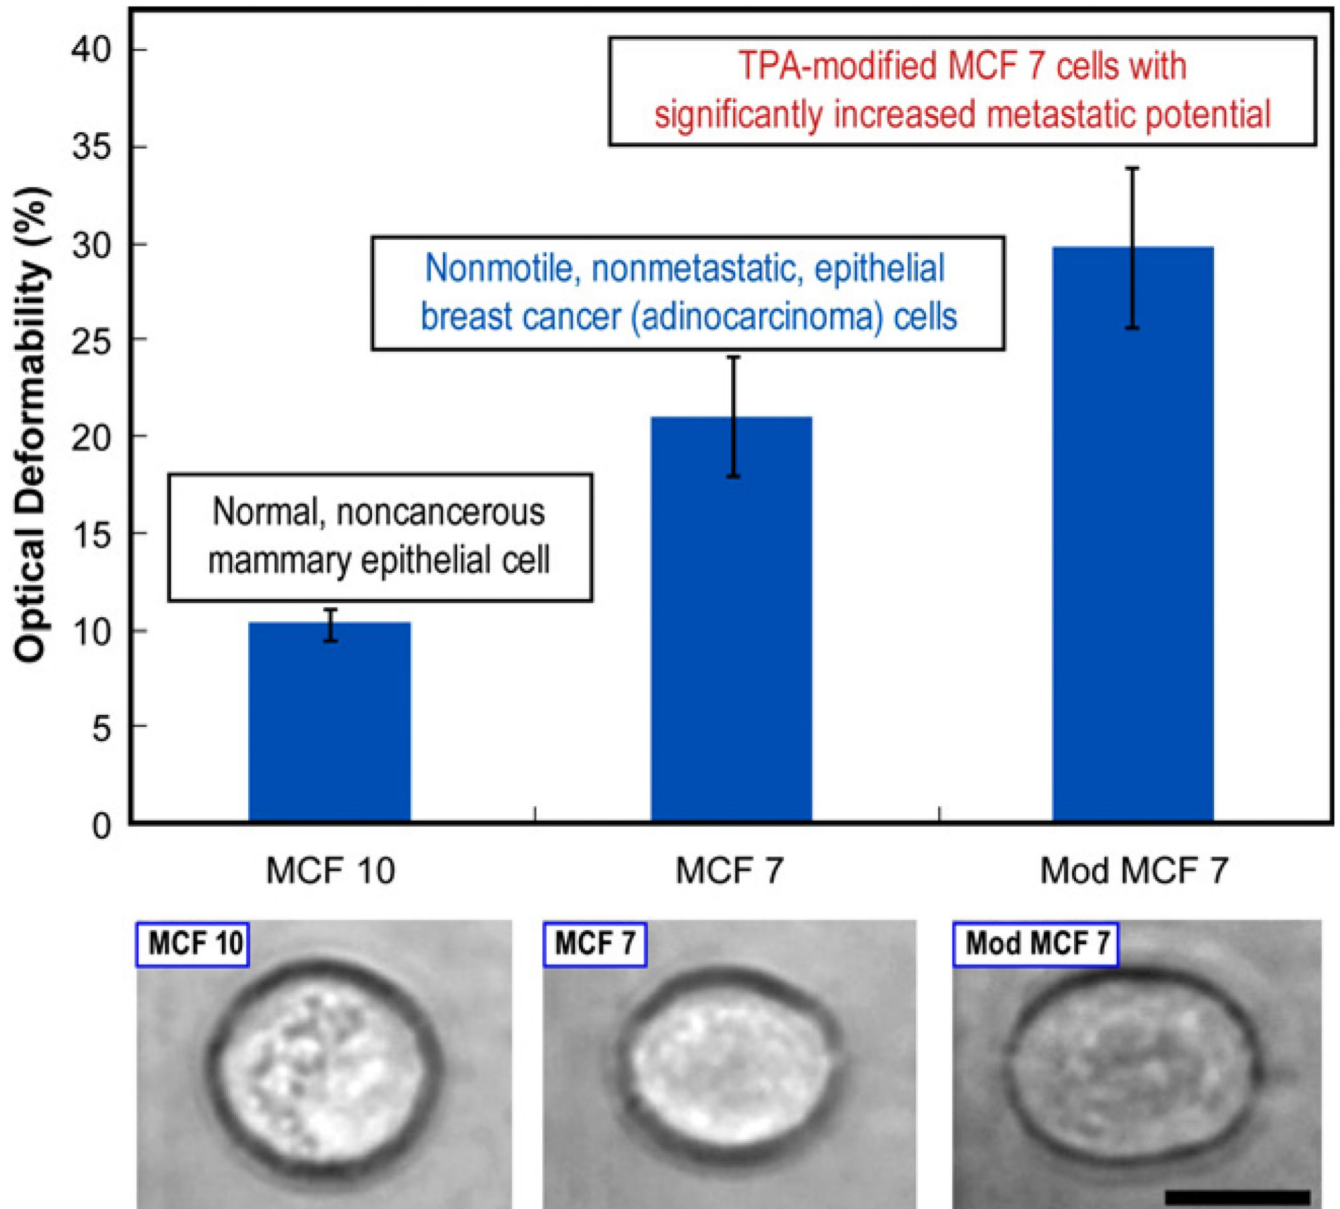 Optical Deformability (%)
40
35
30
25
20
15
10
5
0
TPA-modified MCF 7 cells with
significantly increased metastatic potential
Nonmotile, nonmetastatic, epithelial
breast cancer (adinocarcinoma) cells
Normal, noncancerous
mammary epithelial cell
MCF 10
MCF 7
Mod MCF 7
MCF 10
MCF 7
Mod MCF 7